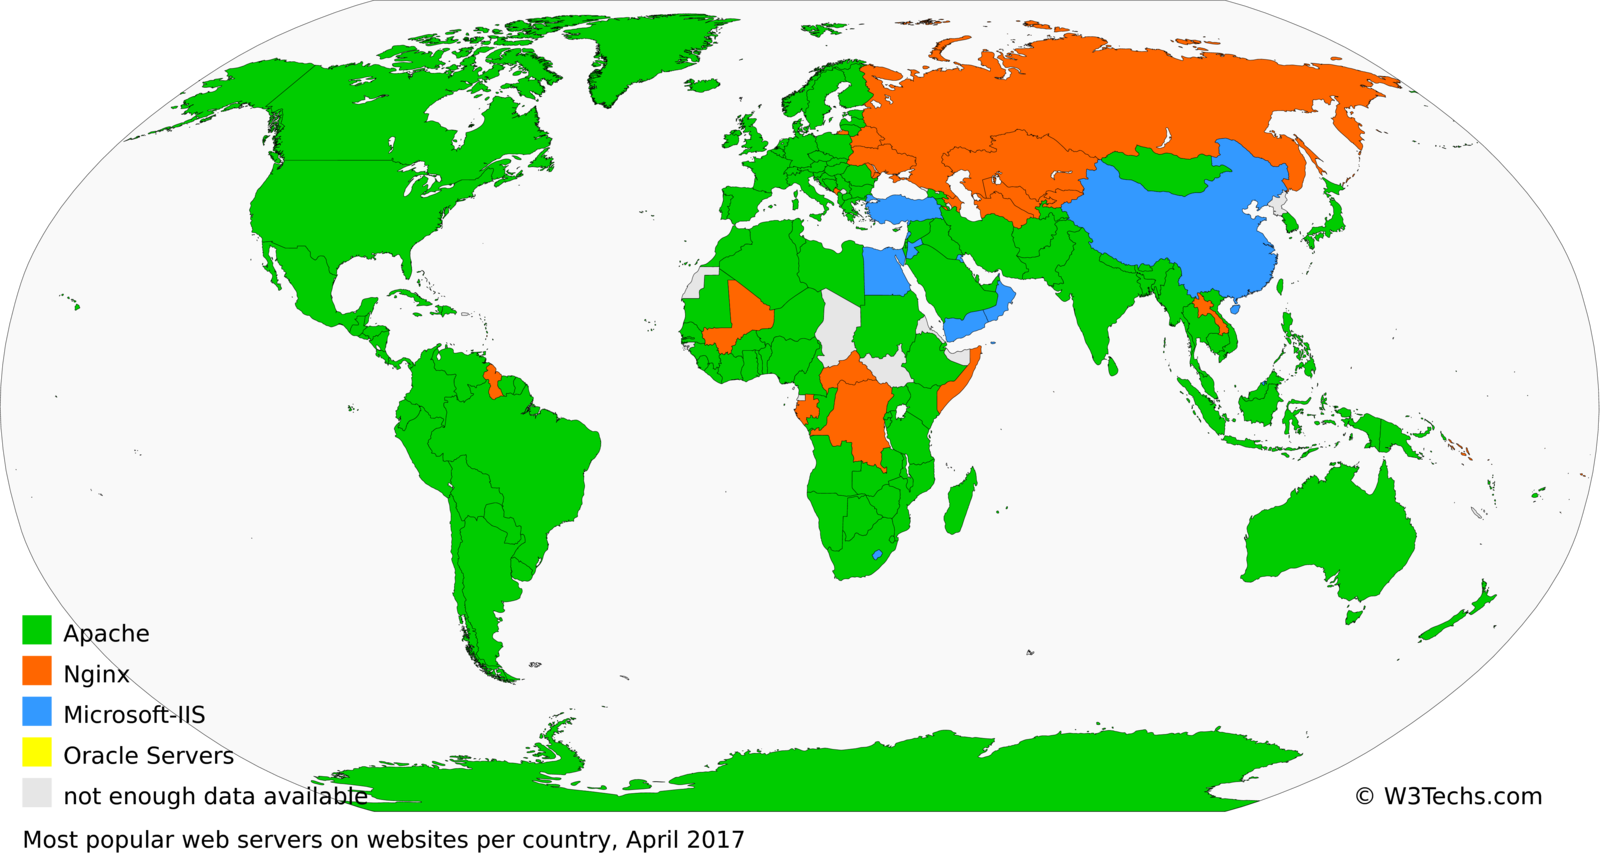 Apache
Nginx
Microsoft-IIS
Oracle Servers
not enough data available
© W3Techs.com
Most popular web servers on websites per country, April 2017